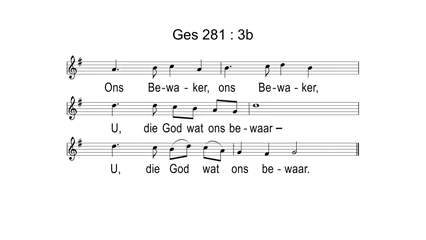 Ges 281 : 3b
Ons Be-wa - ker, ons Be-wa-ker,
U, die God wat ons be - waar –
U, die God wat ons be - waar.